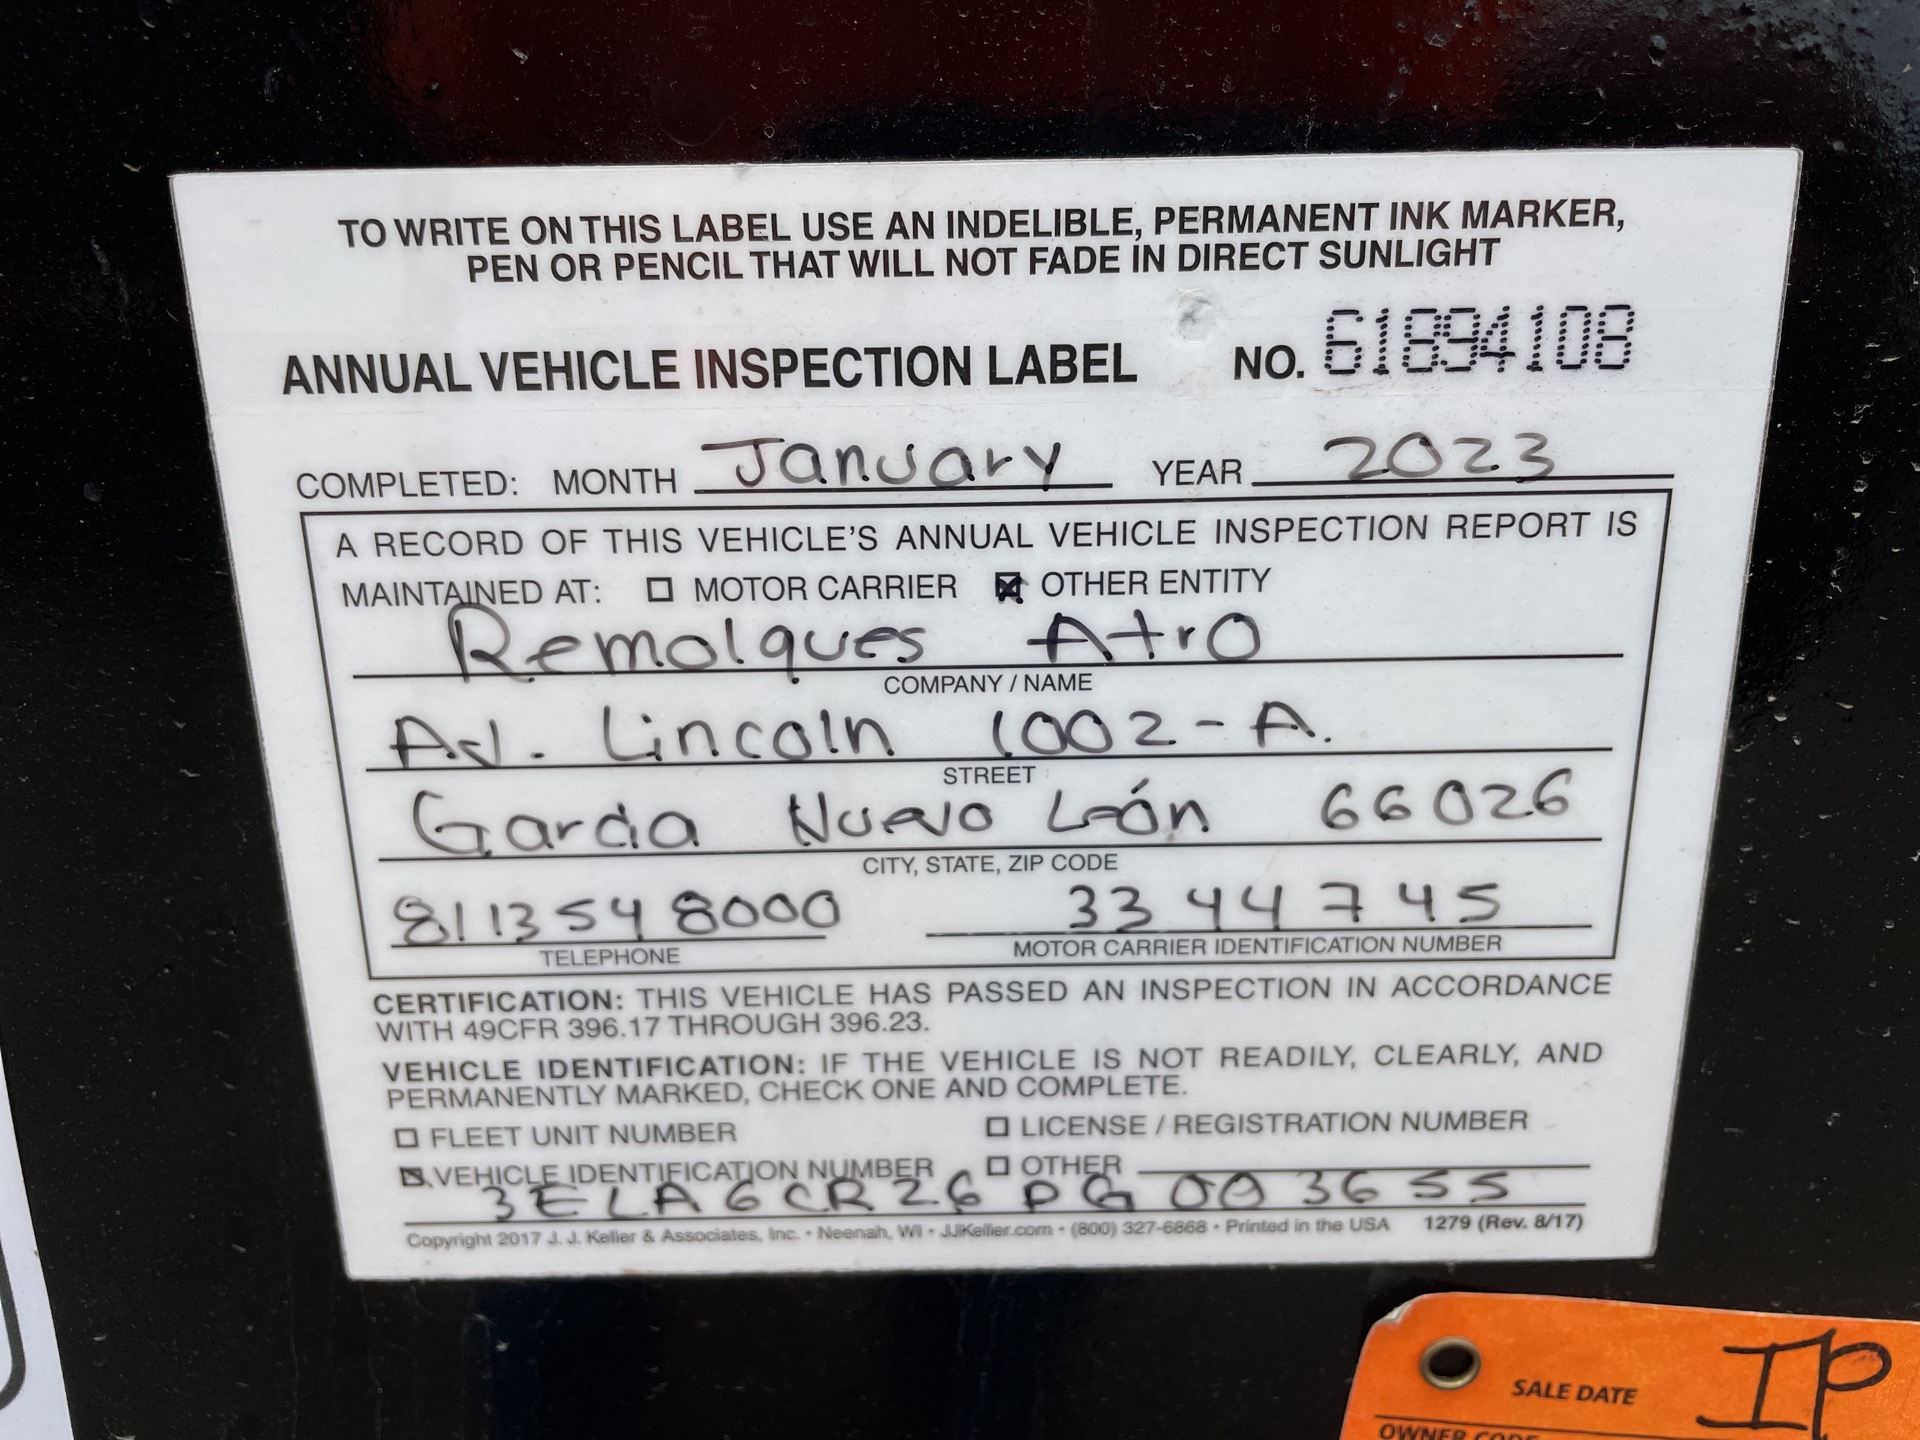 TO WRITE ON THIS LABEL USE AN INDELIBLE, PERMANENT INK MARKER,
PEN OR PENCIL THAT WILL NOT FADE IN DIRECT SUNLIGHT
ANNUAL VEHICLE INSPECTION LABEL NO. 61894108
COMPLETED: MONTH January YEAR 2023
A RECORD OF THIS VEHICLE'S ANNUAL VEHICLE INSPECTION REPORT IS
MAINTAINED AT: ☐ MOTOR CARRIER ☒ OTHER ENTITY
Remolques AtrO
COMPANY / NAME
Av. Lincoln 1002-A.
STREET
Garcia Nuevo León 66026
CITY, STATE, ZIP CODE
8113548000 3344745
TELEPHONE MOTOR CARRIER IDENTIFICATION NUMBER
CERTIFICATION: THIS VEHICLE HAS PASSED AN INSPECTION IN ACCORDANCE
WITH 49CFR 396.17 THROUGH 396.23.
VEHICLE IDENTIFICATION: IF THE VEHICLE IS NOT READILY, CLEARLY, AND
PERMANENTLY MARKED, CHECK ONE AND COMPLETE.
☐ FLEET UNIT NUMBER ☐ LICENSE / REGISTRATION NUMBER
☒ VEHICLE IDENTIFICATION NUMBER ☐ OTHER
3ELA6CR26PG003655
Copyright 2017 J. J. Keller & Associates, Inc. • Neenah, WI • JJKeller.com • (800) 327-6868 • Printed in the USA 1279 (Rev. 8/17)
SALE DATE IP
OWNER CODE